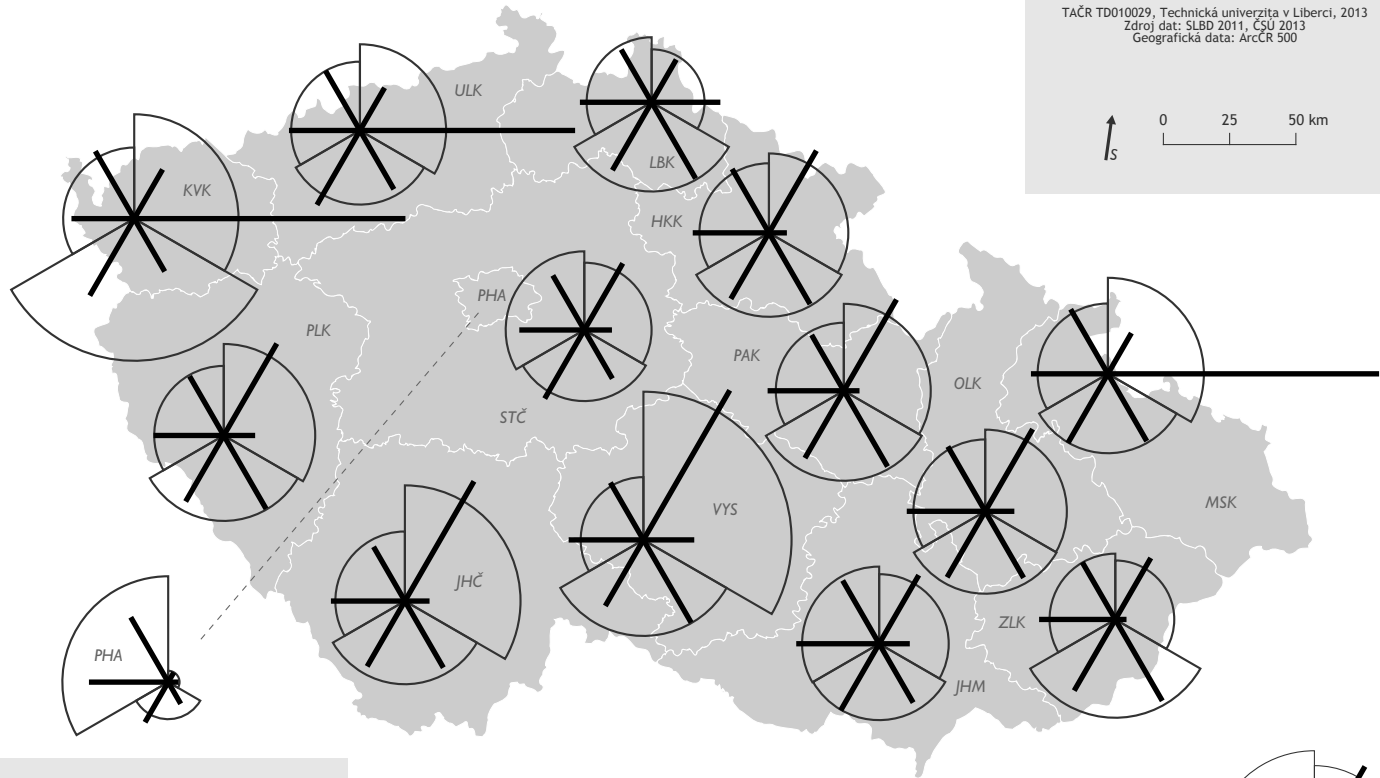 TAČR TD010029, Technická univerzita v Liberci, 2013
Zdroj dat: SLBD 2011, ČSÚ 2013
Geografická data: ArcČR 500
0 25 50 km
S
ULK
LBK
KVK
HKK
PHA
PLK
PAK
OLK
STČ
VYS
MSK
JHČ
ZLK
PHA
JHM